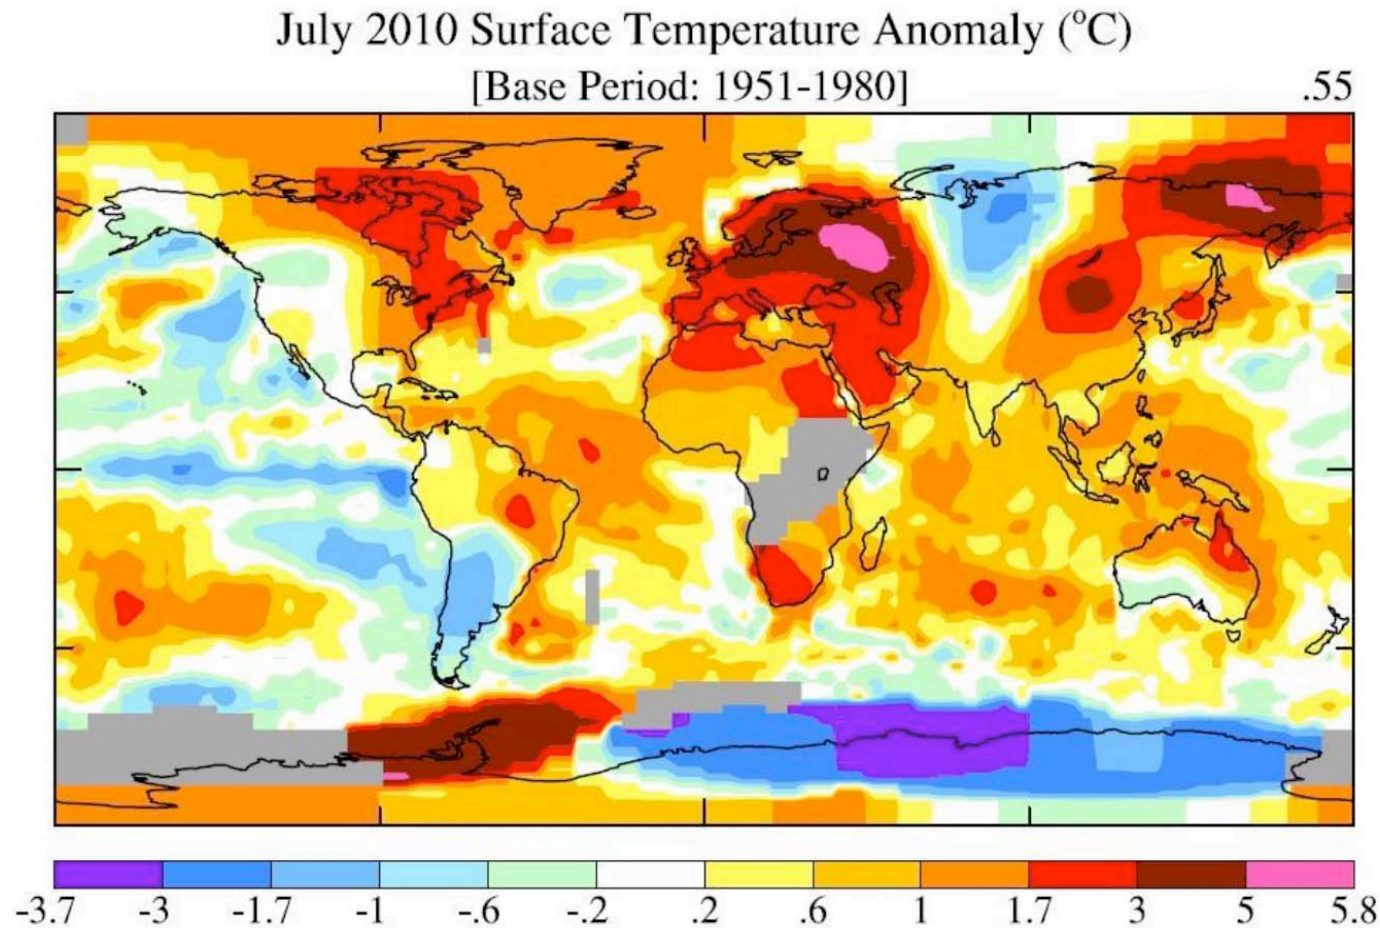 July 2010 Surface Temperature Anomaly (°C)
[Base Period: 1951-1980] .55
-3.7 -3 -1.7 -1 -.6 -.2 .2 .6 1 1.7 3 5 5.8